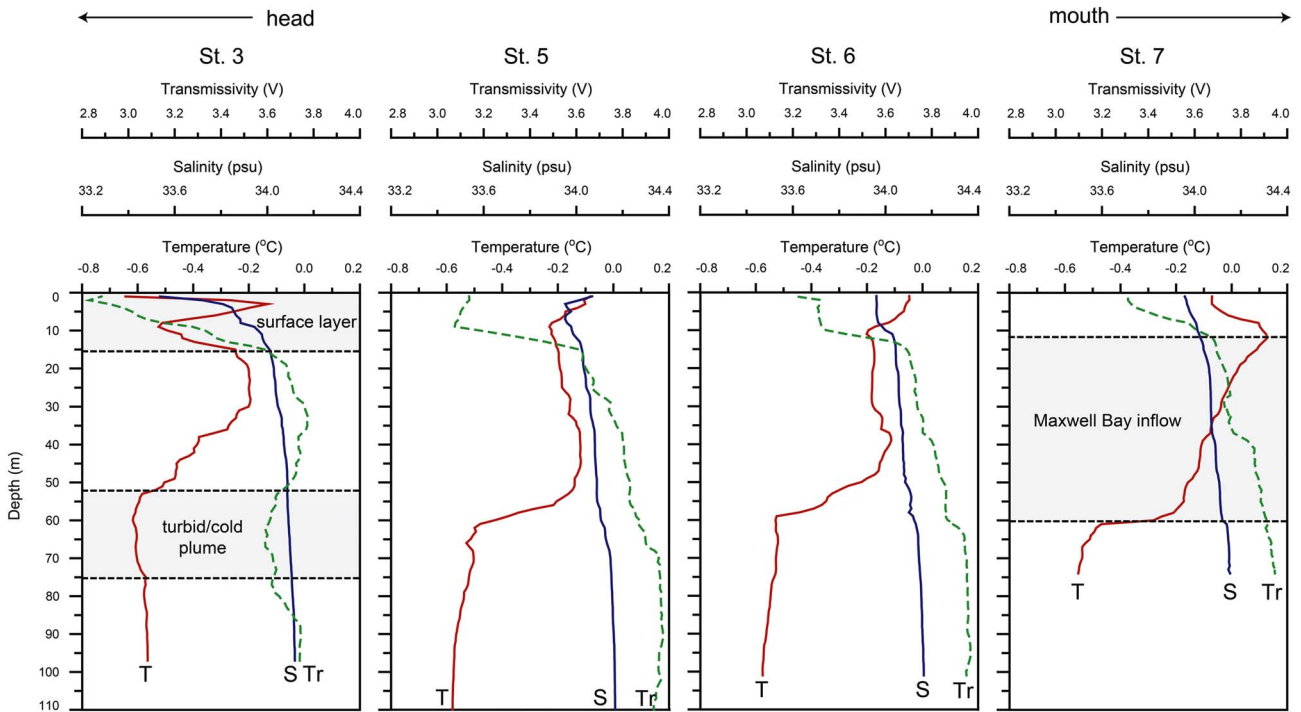 head mouth
St. 3 St. 5 St. 6 St. 7
Transmissivity (V) Transmissivity (V) Transmissivity (V) Transmissivity (V)
2.8 3.0 3.2 3.4 3.6 3.8 4.0 2.8 3.0 3.2 3.4 3.6 3.8 4.0 2.8 3.0 3.2 3.4 3.6 3.8 4.0 2.8 3.0 3.2 3.4 3.6 3.8 4.0
Salinity (psu) Salinity (psu) Salinity (psu) Salinity (psu)
33.2 33.6 34.0 34.4 33.2 33.6 34.0 34.4 33.2 33.6 34.0 34.4 33.2 33.6 34.0 34.4
Temperature (°C) Temperature (°C) Temperature (°C) Temperature (°C)
-0.8 -0.6 -0.4 -0.2 0.0 0.2 -0.8 -0.6 -0.4 -0.2 0.0 0.2 -0.8 -0.6 -0.4 -0.2 0.0 0.2 -0.8 -0.6 -0.4 -0.2 0.0 0.2
0
surface layer
10
20
30
Maxwell Bay inflow
40
50
Depth (m)
60
turbid/cold
plume
70
80
T S Tr
90
100
T S Tr T S Tr T S Tr
110